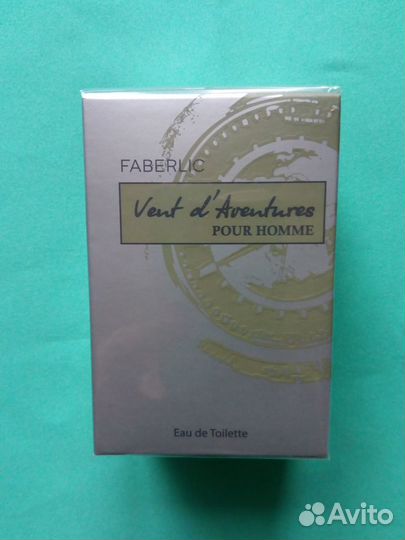 FABERLIC
Vent d'Aventures
POUR HOMME
Eau de Toilette
Avito